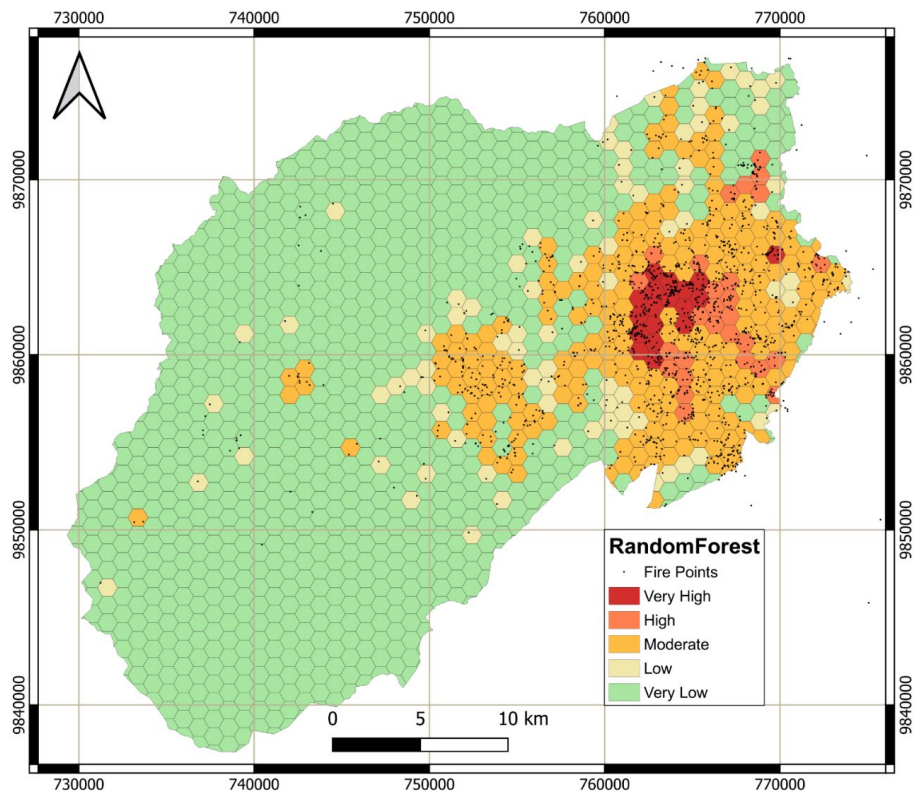 730000 740000 750000 760000 770000
9870000 9870000
9860000 9860000
9850000 9850000
9840000 9840000
RandomForest
Fire Points
Very High
High
Moderate
Low
Very Low
0 5 10 km
730000 740000 750000 760000 770000